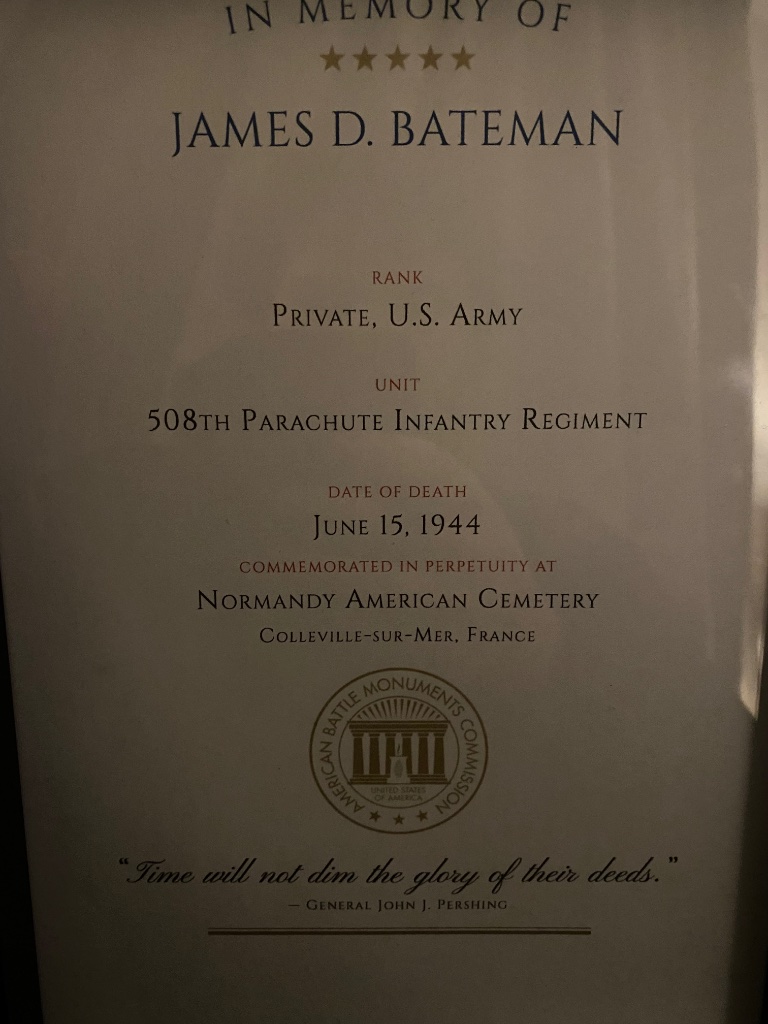 IN MEMORY OF
JAMES D. BATEMAN
RANK
PRIVATE, U.S. ARMY
UNIT
508TH PARACHUTE INFANTRY REGIMENT
DATE OF DEATH
JUNE 15, 1944
COMMEMORATED IN PERPETUITY AT
NORMANDY AMERICAN CEMETERY
COLLEVILLE-SUR-MER, FRANCE
AMERICAN BATTLE MONUMENTS COMMISSION
UNITED STATES
OF AMERICA
“Time will not dim the glory of their deeds.”
— GENERAL JOHN J. PERSHING